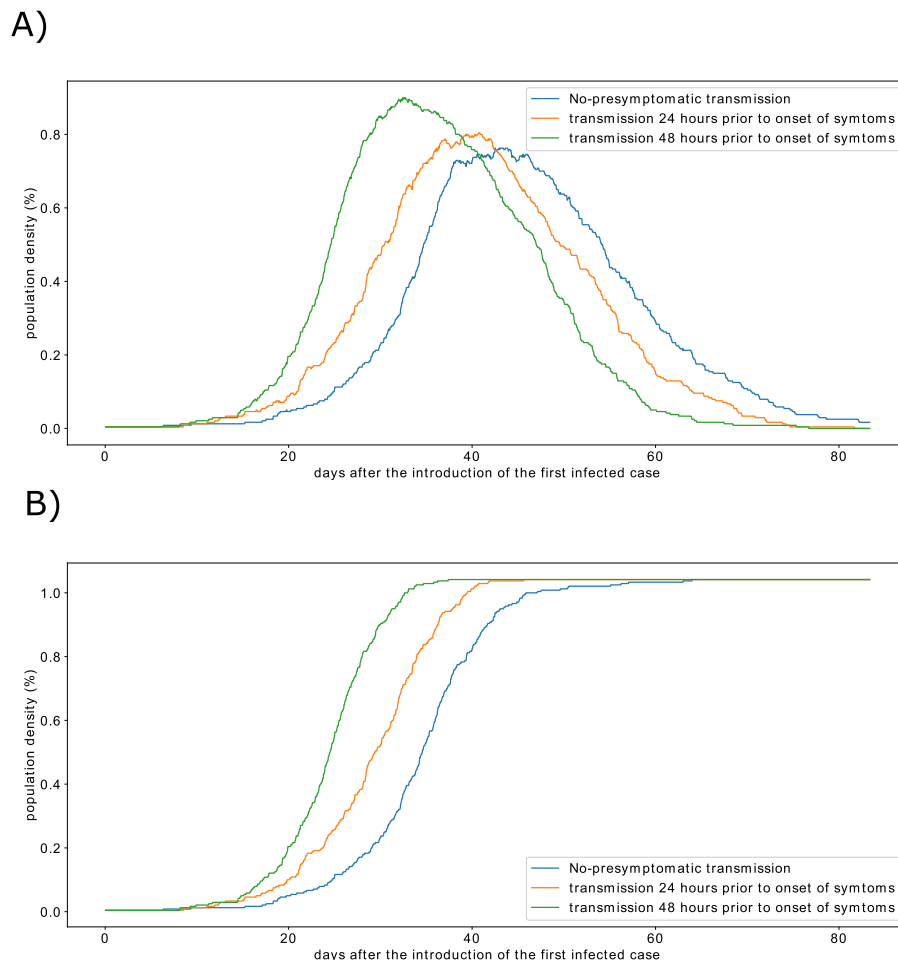 A)
No-presymptomatic transmission
transmission 24 hours prior to onset of symtoms
transmission 48 hours prior to onset of symtoms
population density (%)
0.8
0.6
0.4
0.2
0.0
0 20 40 60 80
days after the introduction of the first infected case
B)
population density (%)
1.0
0.8
0.6
0.4
0.2
0.0
No-presymptomatic transmission
transmission 24 hours prior to onset of symtoms
transmission 48 hours prior to onset of symtoms
0 20 40 60 80
days after the introduction of the first infected case